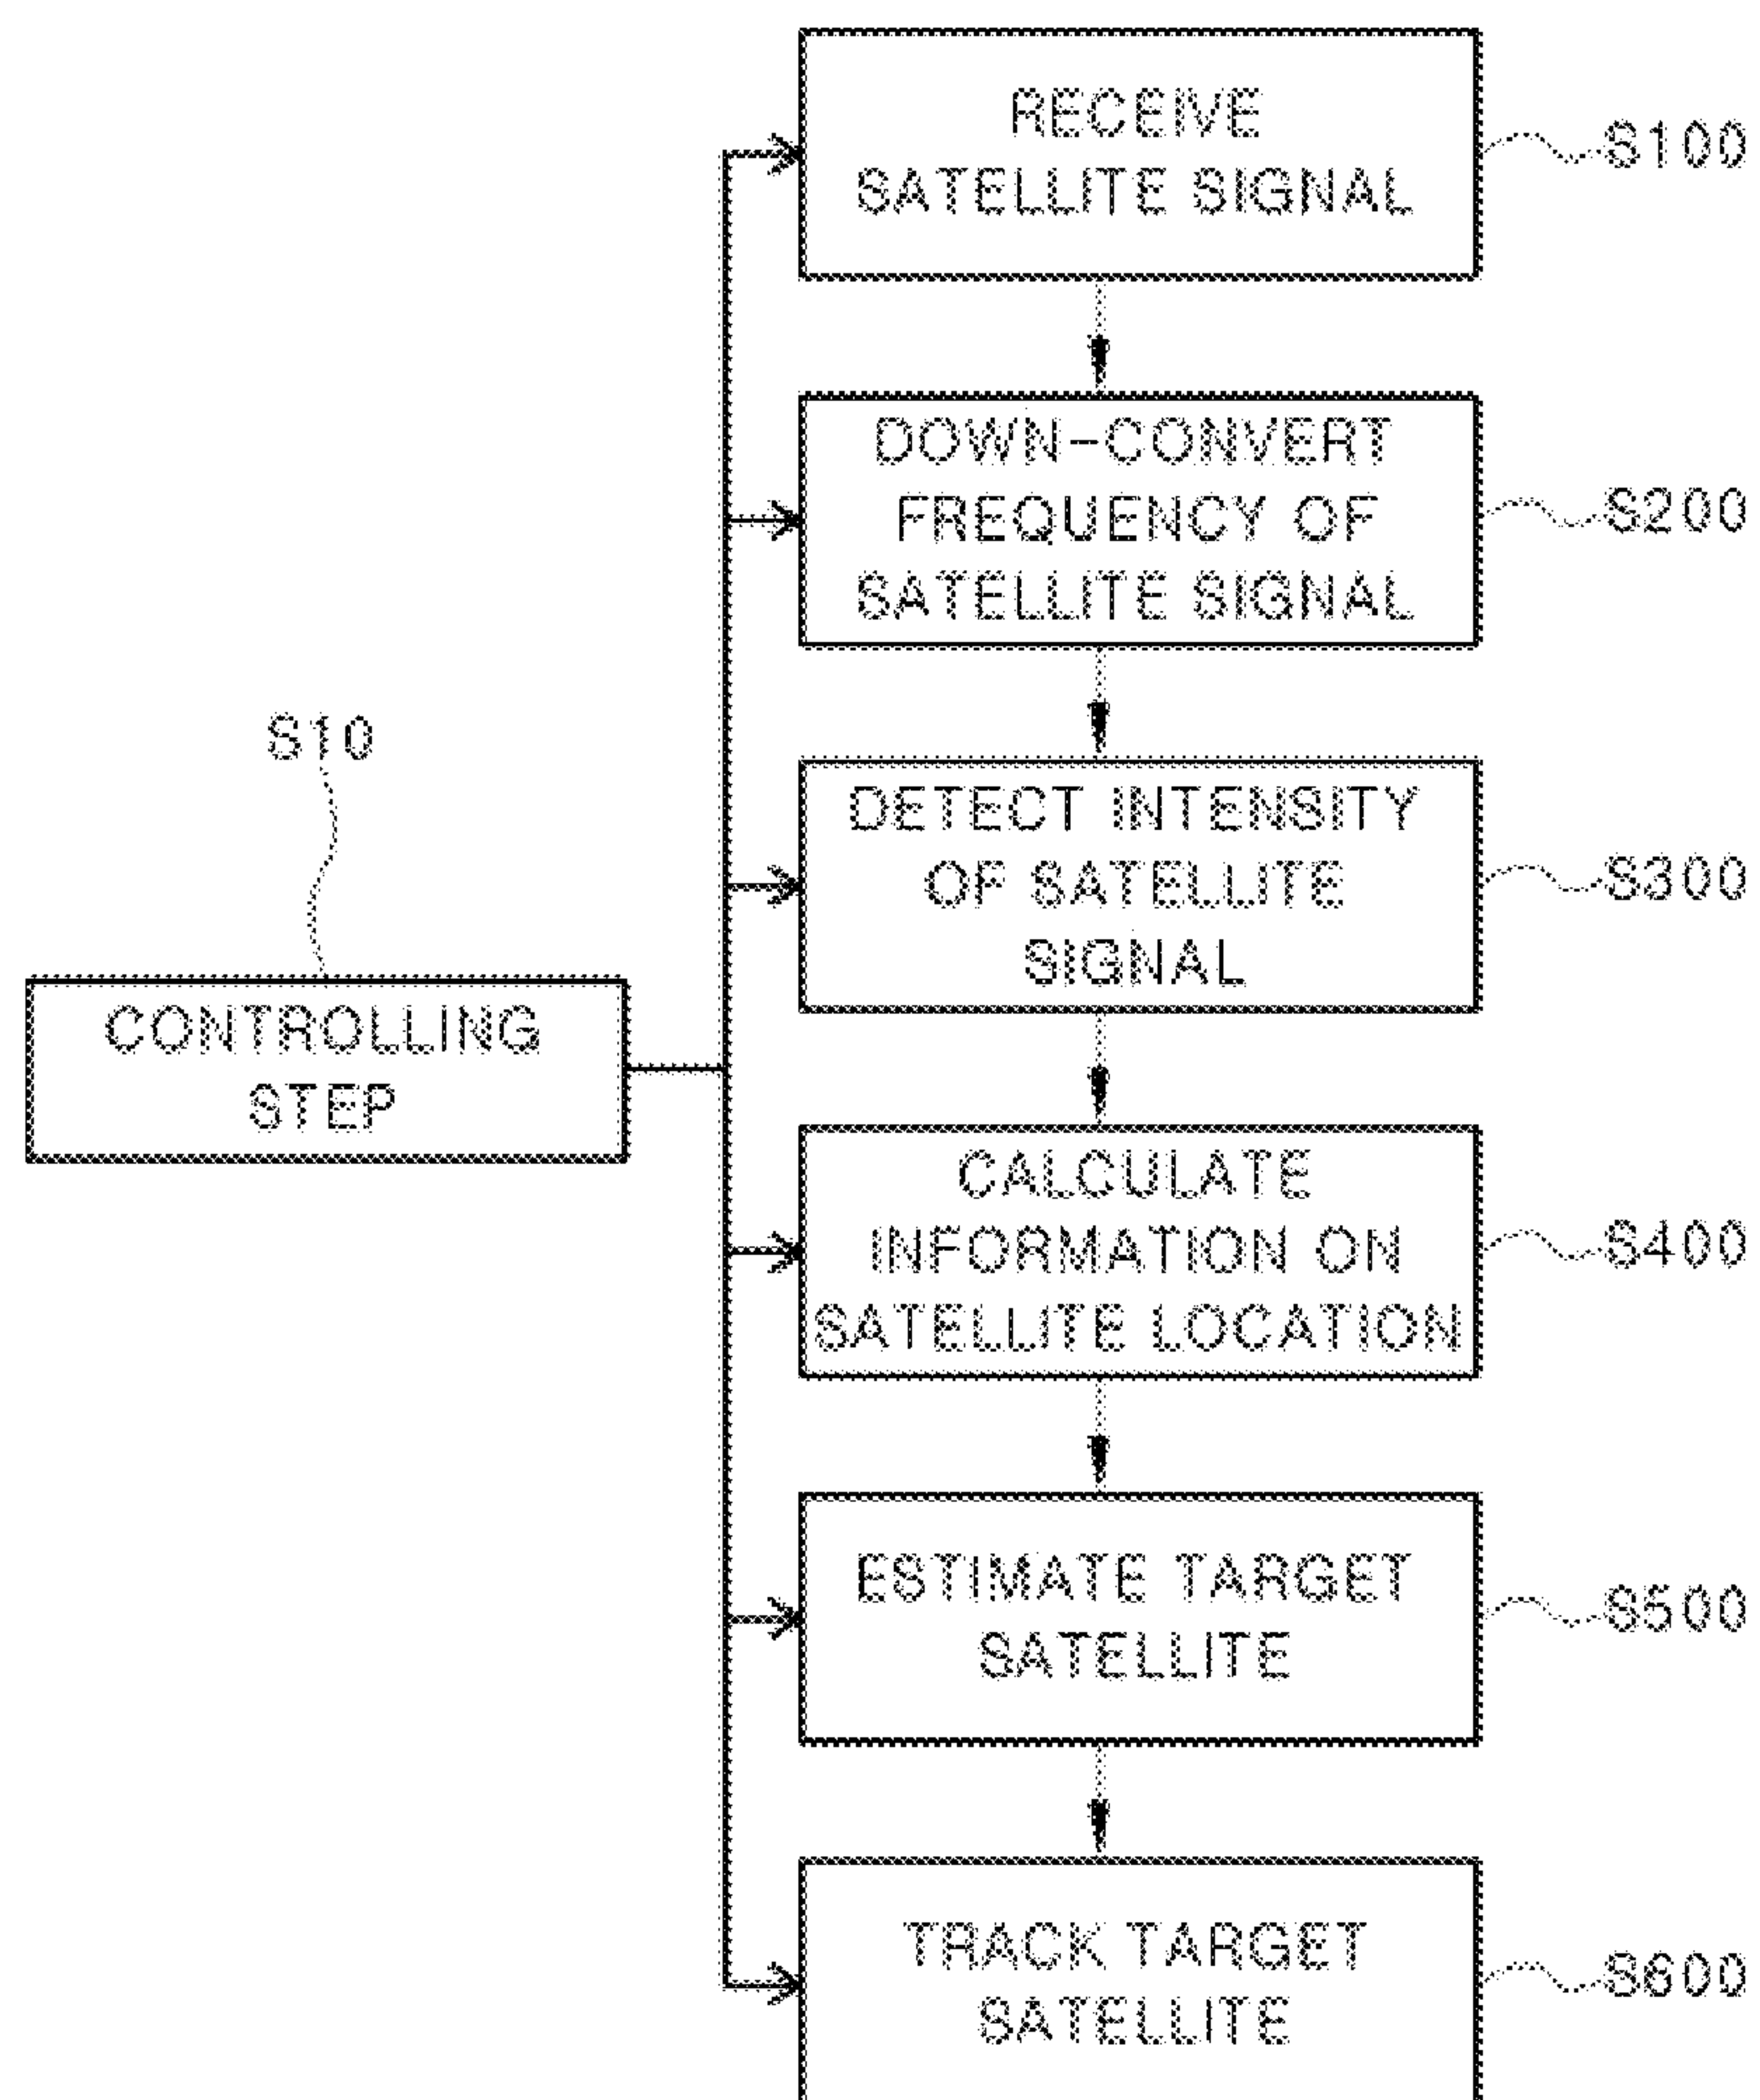 RECEIVE
SATELLITE SIGNAL
S100
DOWN-CONVERT
FREQUENCY OF
SATELLITE SIGNAL
S200
S10
DETECT INTENSITY
OF SATELLITE
SIGNAL
S300
CONTROLLING
STEP
CALCULATE
INFORMATION ON
SATELLITE LOCATION
S400
ESTIMATE TARGET
SATELLITE
S500
TRACK TARGET
SATELLITE
S600